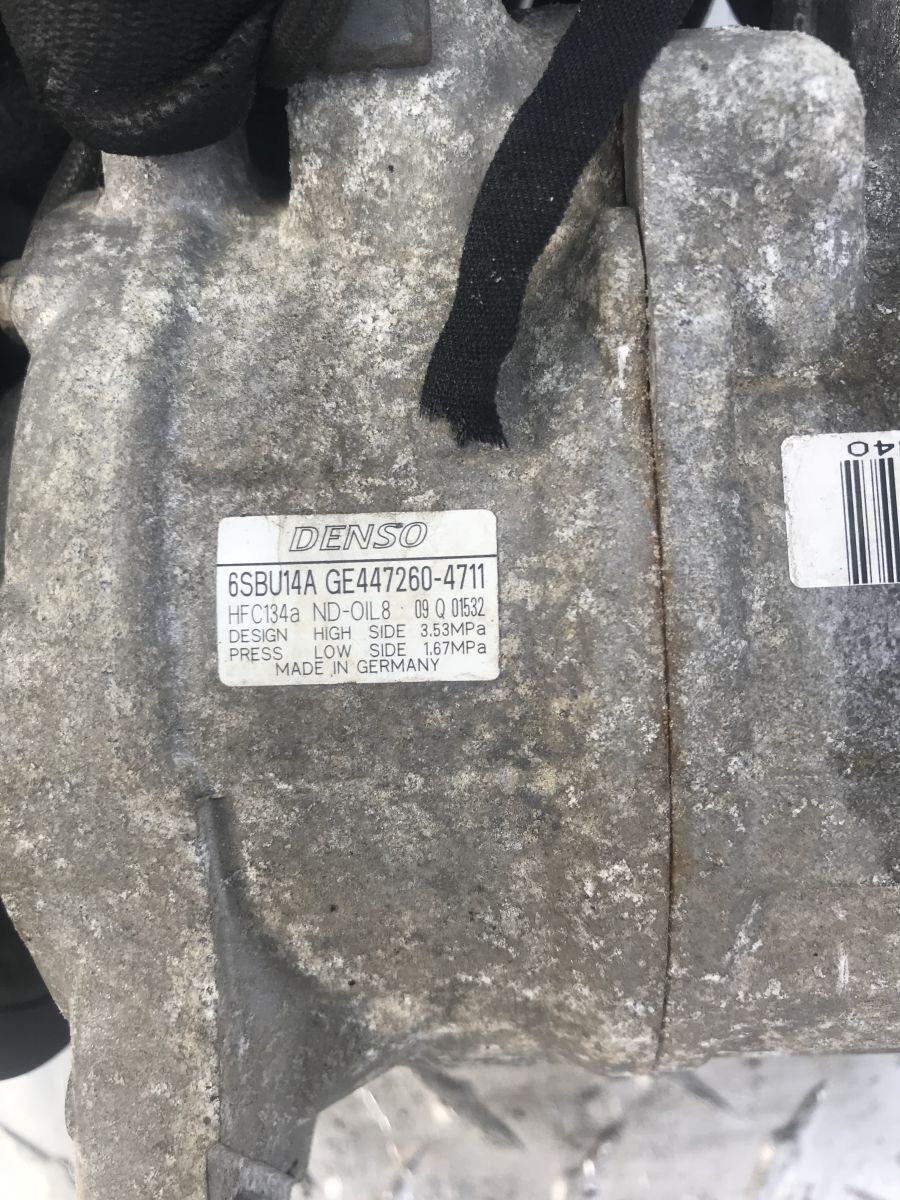 DENSO
6SBU14A GE447260-4711
HFC134a ND-OIL8 09 Q 01532
DESIGN HIGH SIDE 3.53MPa
PRESS LOW SIDE 1.67MPa
MADE IN GERMANY